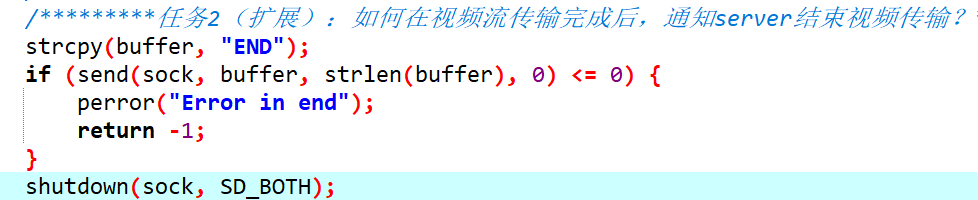 /*********任务2（扩展）：如何在视频流传输完成后，通知server结束视频传输？
strcpy(buffer, "END");
if (send(sock, buffer, strlen(buffer), 0) <= 0) {
perror("Error in end");
return -1;
}
shutdown(sock, SD_BOTH);